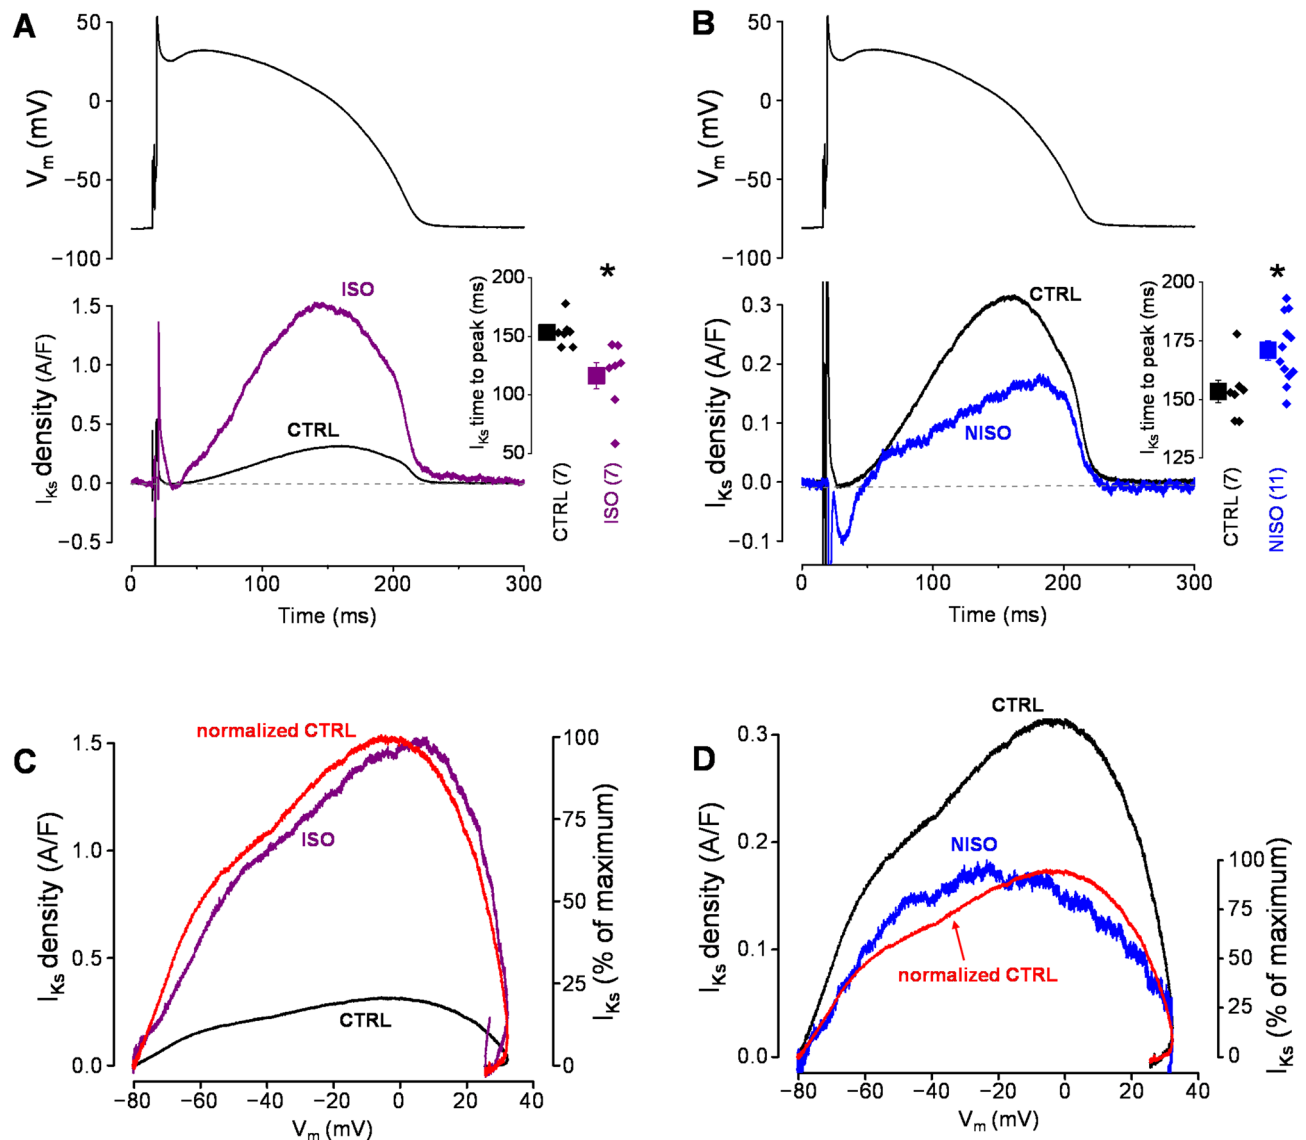 A
50
0
−50
−100
Vm (mV)
ISO
CTRL
1.5
1.0
0.5
0.0
−0.5
IKs density (A/F)
0
100
200
300
Time (ms)
200
150
100
50
IKs time to peak (ms)
*
CTRL (7)
ISO (7)
B
50
0
−50
−100
Vm (mV)
CTRL
NISO
0.3
0.2
0.1
0.0
−0.1
IKs density (A/F)
0
100
200
300
Time (ms)
200
175
150
125
IKs time to peak (ms)
*
CTRL (7)
NISO (11)
C
normalized CTRL
ISO
CTRL
1.5
1.0
0.5
0.0
IKs density (A/F)
100
75
50
25
0
IKs (% of maximum)
−80
−60
−40
−20
0
20
40
Vm (mV)
D
CTRL
NISO
normalized CTRL
0.3
0.2
0.1
0.0
IKs density (A/F)
100
75
50
25
0
IKs (% of maximum)
−80
−60
−40
−20
0
20
40
Vm (mV)